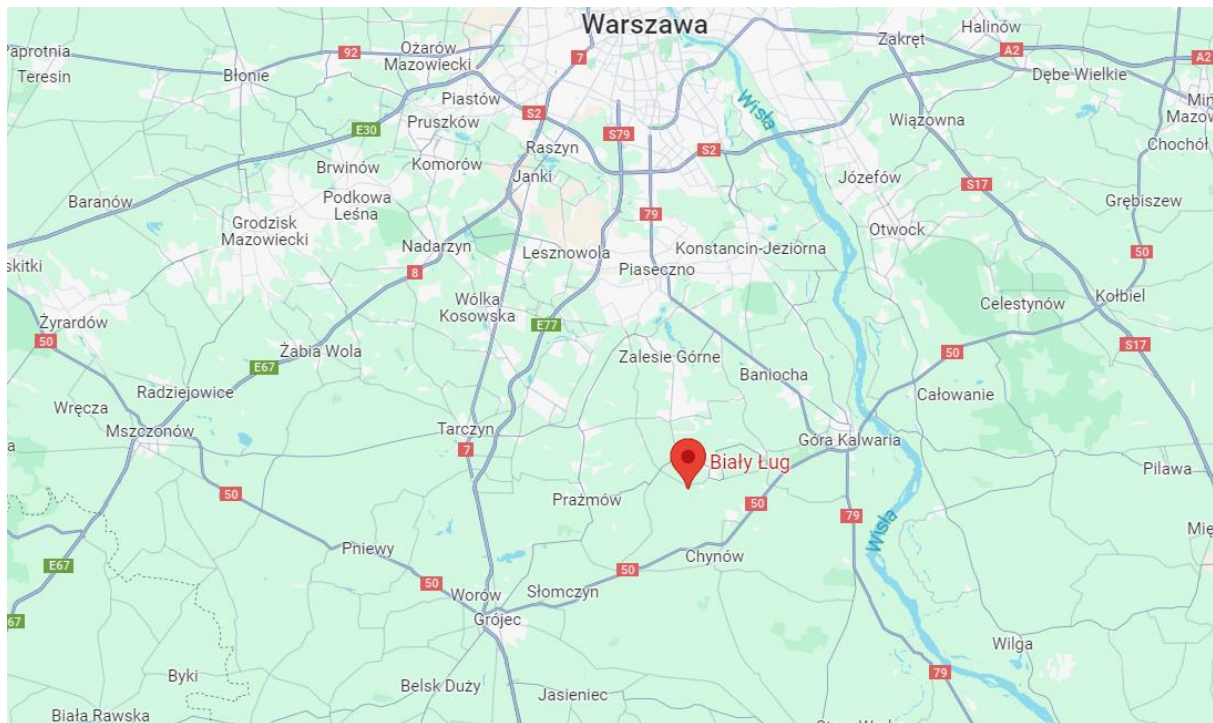 Warszawa
Halinów
Paprotnia
92
Ożarów
Mazowiecki
7
Zakręt
A2
Teresin
Błonie
Dębe Wielkie
A2
Piastów
S2
Wisła
Pruszków
E30
S79
Wiązowna
Raszyn
S2
Chochół
Brwinów
Komorów
Janki
Józefów
S17
Baranów
Podkowa
Leśna
79
Grębiszew
Grodzisk
Mazowiecki
Nadarzyn
Lesznowola
Konstancin-Jeziorna
Otwock
50
8
Piaseczno
Kołbiel
Wólka
Kosowska
Celestynów
Żyrardów
E77
50
S17
Żabia Wola
Zalesie Górne
50
E67
Baniocha
Radziejowice
Całowanie
Wręcza
Mszczonów
Tarczyn
Góra Kalwaria
7
Biały Ług
Pilawa
50
Prażmów
50
79
Wisła
Pniewy
Chynów
E67
50
50
Worów
Słomczyn
Grójec
67
Wilga
79
Byki
Belsk Duży
Jasieniec
Biała Rawska